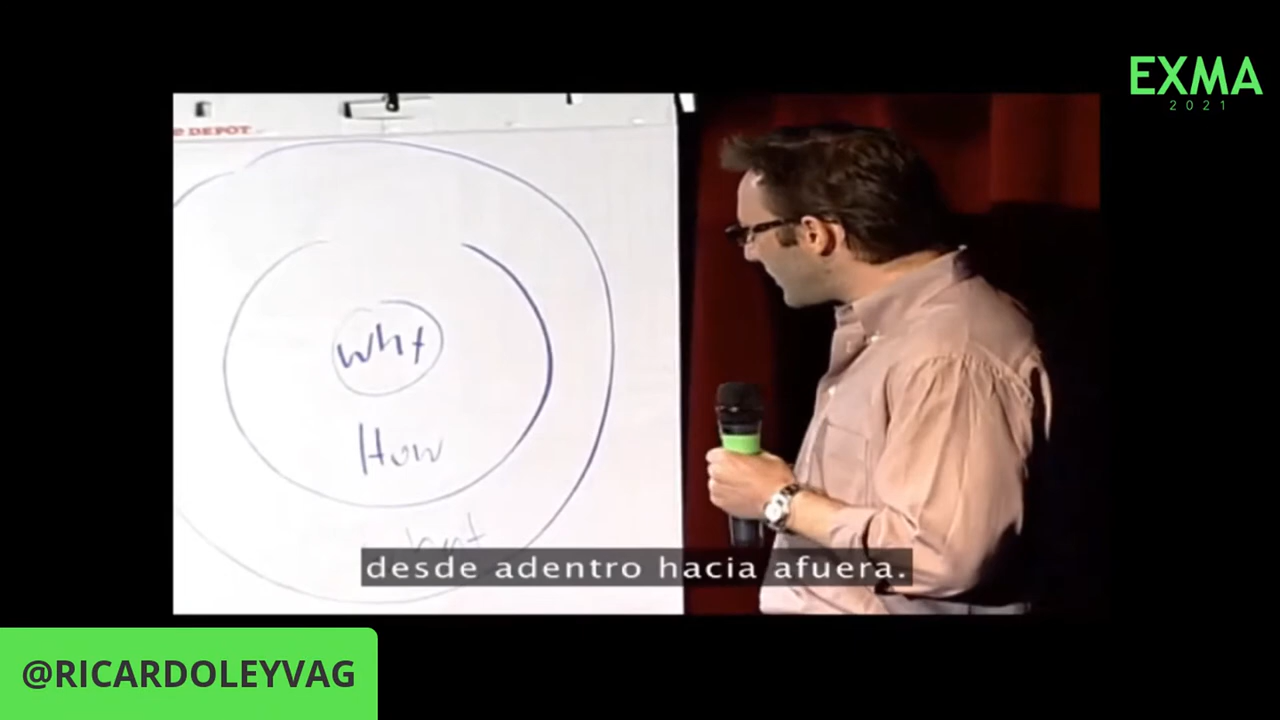 EXMA
2021
e DEPOT
why
How
desde adentro hacia afuera.
@RICARDOLEYVAG